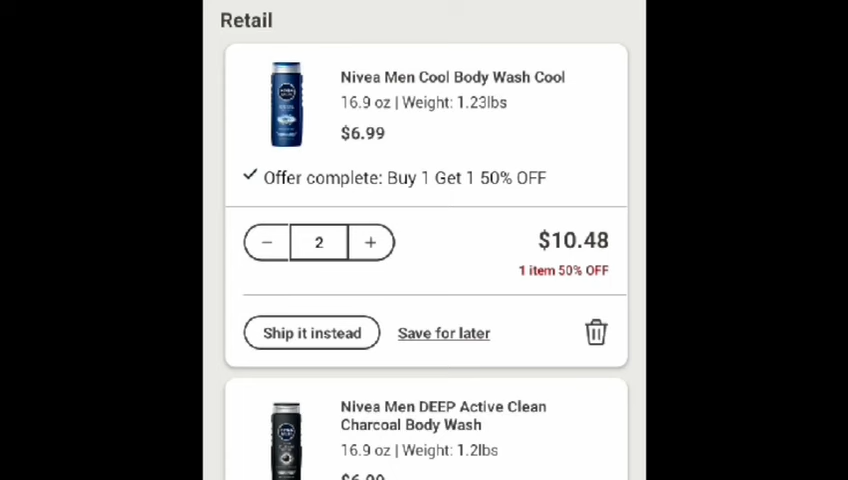 Retail
Nivea Men Cool Body Wash Cool
16.9 oz | Weight: 1.23lbs
$6.99
Offer complete: Buy 1 Get 1 50% OFF
2
$10.48
1 item 50% OFF
Ship it instead
Save for later
Nivea Men DEEP Active Clean
Charcoal Body Wash
16.9 oz | Weight: 1.2lbs
$6.99